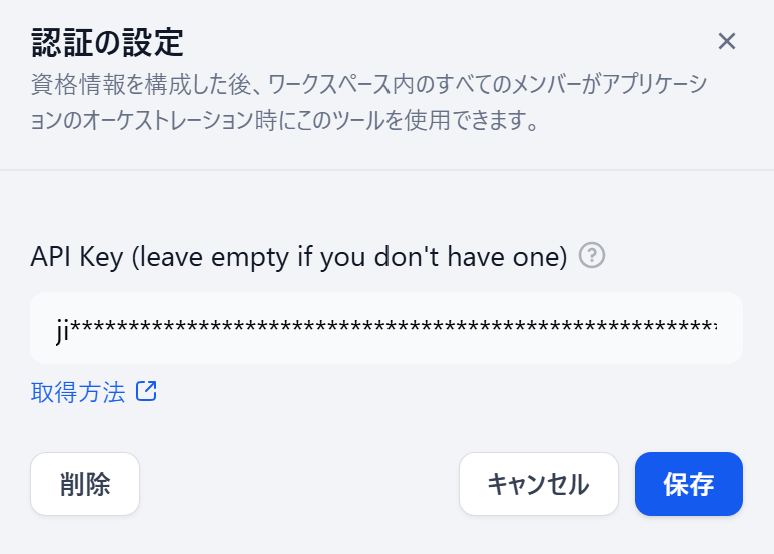 認証の設定
資格情報を構成した後、ワークスペース内のすべてのメンバーがアプリケーシ
ョンのオーケストレーション時にこのツールを使用できます。
API Key (leave empty if you don't have one)
ji*******************************************************
取得方法
削除
キャンセル
保存